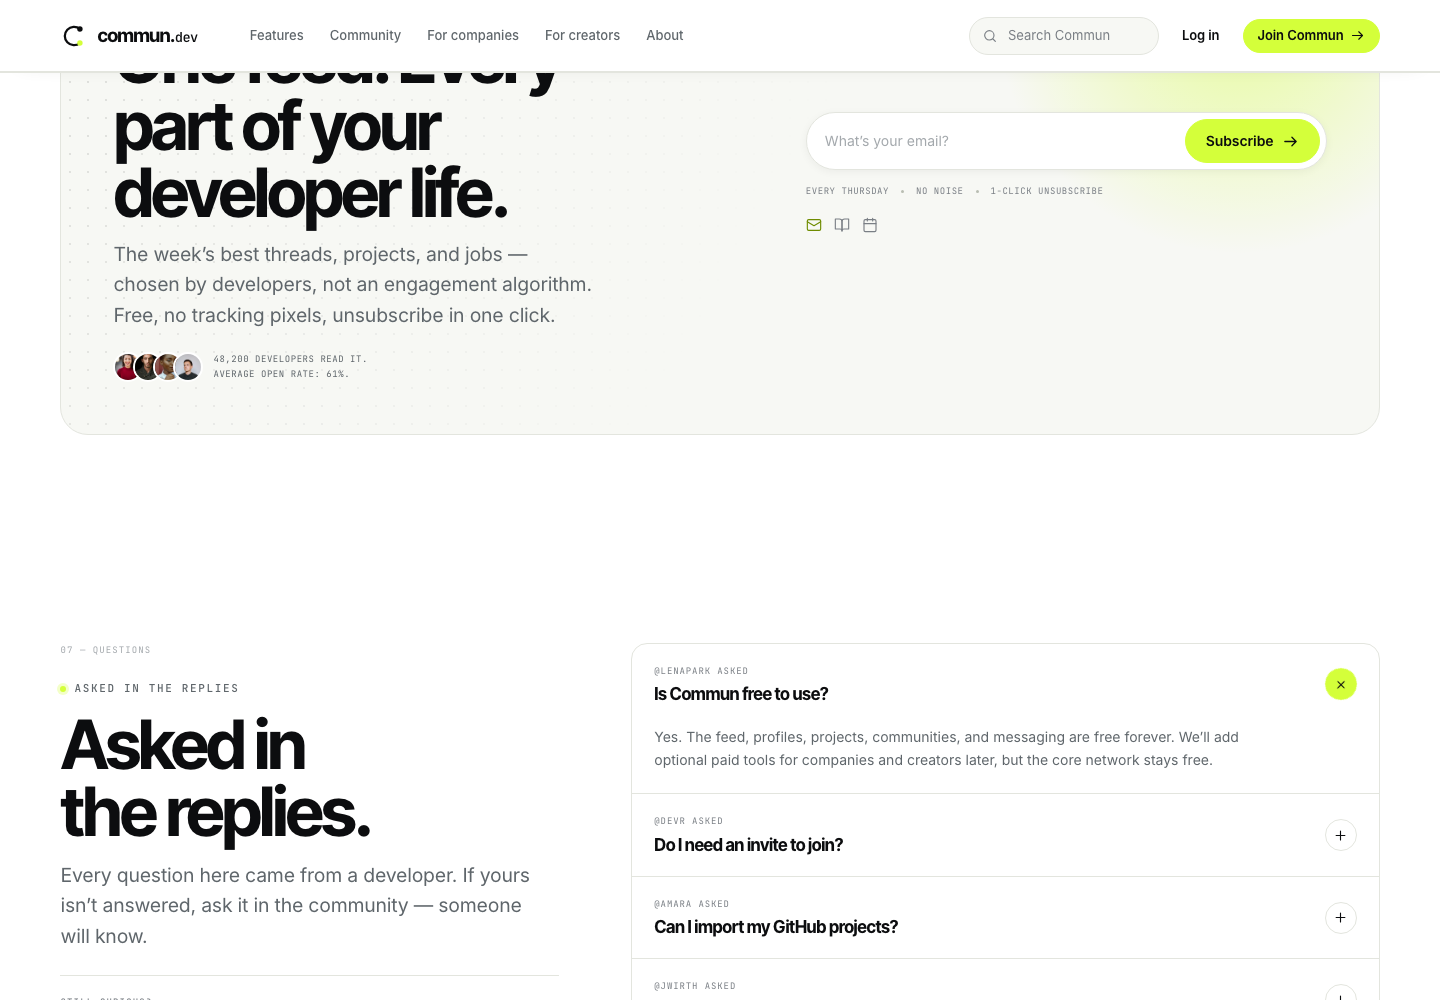 commun.dev
Features
Community
For companies
For creators
About
Search Commun
Log in
Join Commun
One feed. Every
part of your
developer life.
The week’s best threads, projects, and jobs —
chosen by developers, not an engagement algorithm.
Free, no tracking pixels, unsubscribe in one click.
48,200 DEVELOPERS READ IT.
AVERAGE OPEN RATE: 61%.
What’s your email?
Subscribe
EVERY THURSDAY • NO NOISE • 1-CLICK UNSUBSCRIBE
07 — QUESTIONS
ASKED IN THE REPLIES
Asked in
the replies.
Every question here came from a developer. If yours
isn’t answered, ask it in the community — someone
will know.
@LENAPARK ASKED
Is Commun free to use?
Yes. The feed, profiles, projects, communities, and messaging are free forever. We’ll add
optional paid tools for companies and creators later, but the core network stays free.
@DEVR ASKED
Do I need an invite to join?
@AMARA ASKED
Can I import my GitHub projects?
@JWIRTH ASKED